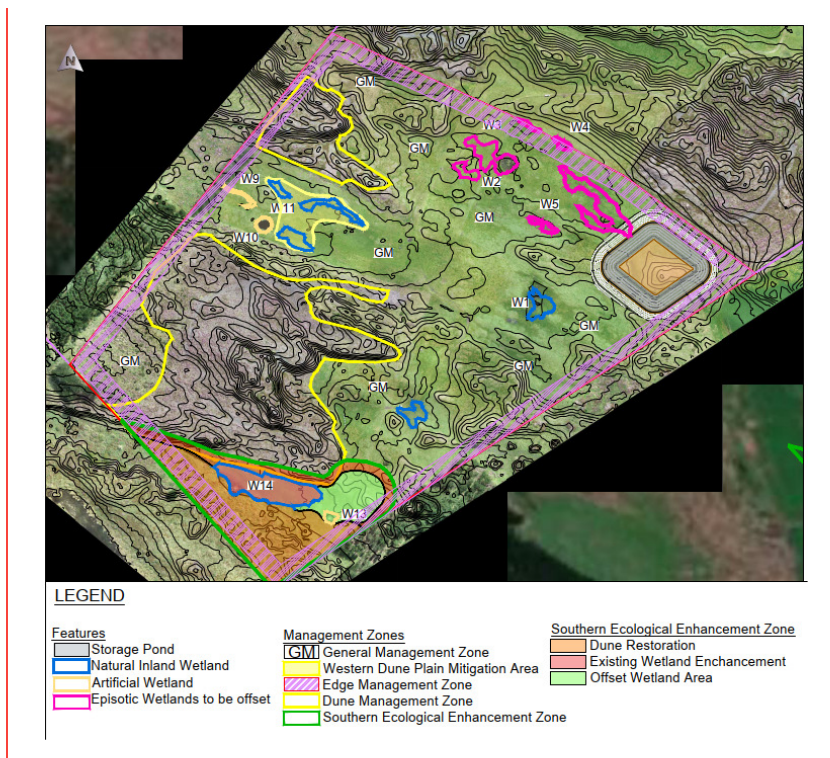 N
GM
W3
W4
GM
W9
W2
W5
W11
GM
W10
GM
W1
GM
GM
GM
GM
W14
W13
LEGEND
Features
Storage Pond
Natural Inland Wetland
Artificial Wetland
Episotic Wetlands to be offset
Management Zones
GM General Management Zone
Western Dune Plain Mitigation Area
Edge Management Zone
Dune Management Zone
Southern Ecological Enhancement Zone
Southern Ecological Enhancement Zone
Dune Restoration
Existing Wetland Enchancement
Offset Wetland Area